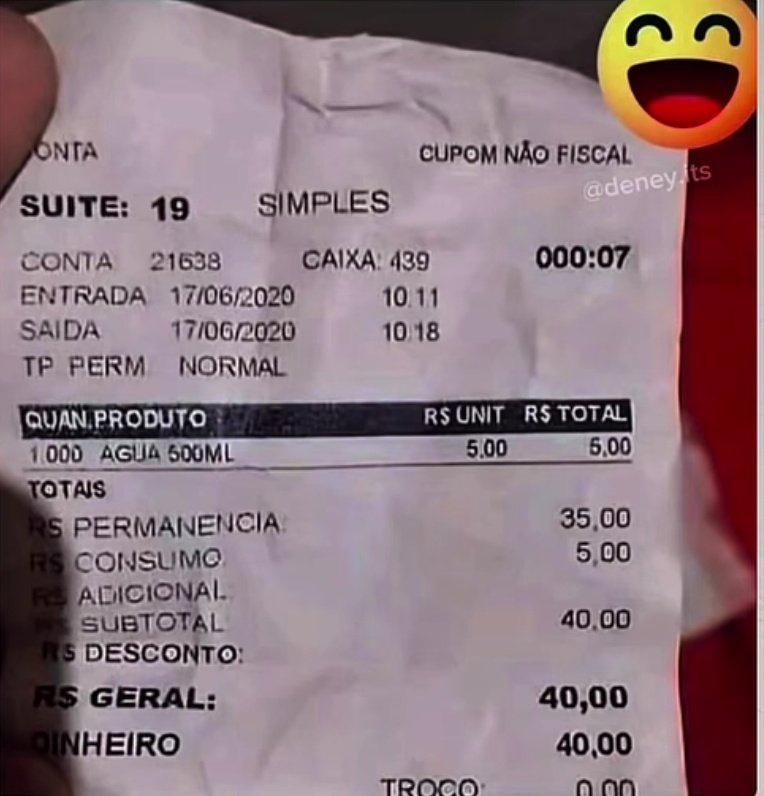 ONTA CUPOM NÃO FISCAL
@deney.its
SUITE: 19 SIMPLES
CONTA 21638 CAIXA: 439 000:07
ENTRADA 17/06/2020 10:11
SAIDA 17/06/2020 10:18
TP PERM NORMAL
QUAN.PRODUTO R$ UNIT R$ TOTAL
1.000 AGUA 500ML 5,00 5,00
TOTAIS
R$ PERMANENCIA: 35,00
R$ CONSUMO 5,00
R$ ADICIONAL
R$ SUBTOTAL 40,00
R$ DESCONTO:
R$ GERAL: 40,00
DINHEIRO 40,00
TROCO: 0,00